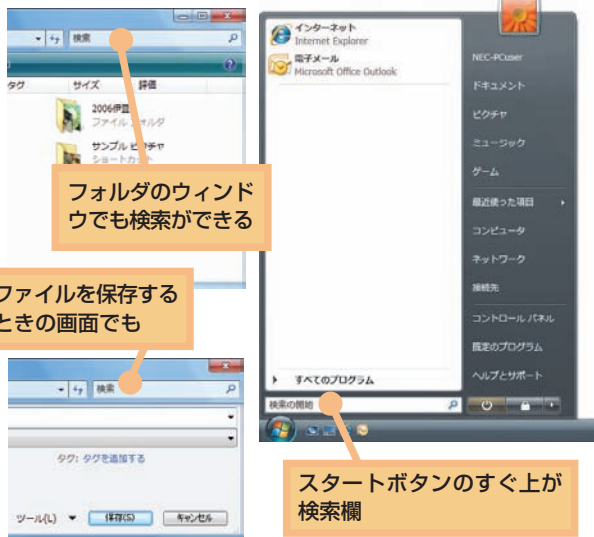 検索
タグ サイズ 評価
2006伊豆
ファイル フォルダ
サンプル ピクチャ
ショートカット
フォルダのウィンド
ウでも検索ができる
ファイルを保存する
ときの画面でも
検索
タグ: タグを追加する
ツール(L) 保存(S) キャンセル
インターネット
Internet Explorer
電子メール
Microsoft Office Outlook
すべてのプログラム
検索の開始
NEC-PCuser
ドキュメント
ピクチャ
ミュージック
ゲーム
最近使った項目
コンピュータ
ネットワーク
接続先
コントロール パネル
既定のプログラム
ヘルプとサポート
スタートボタンのすぐ上が
検索欄